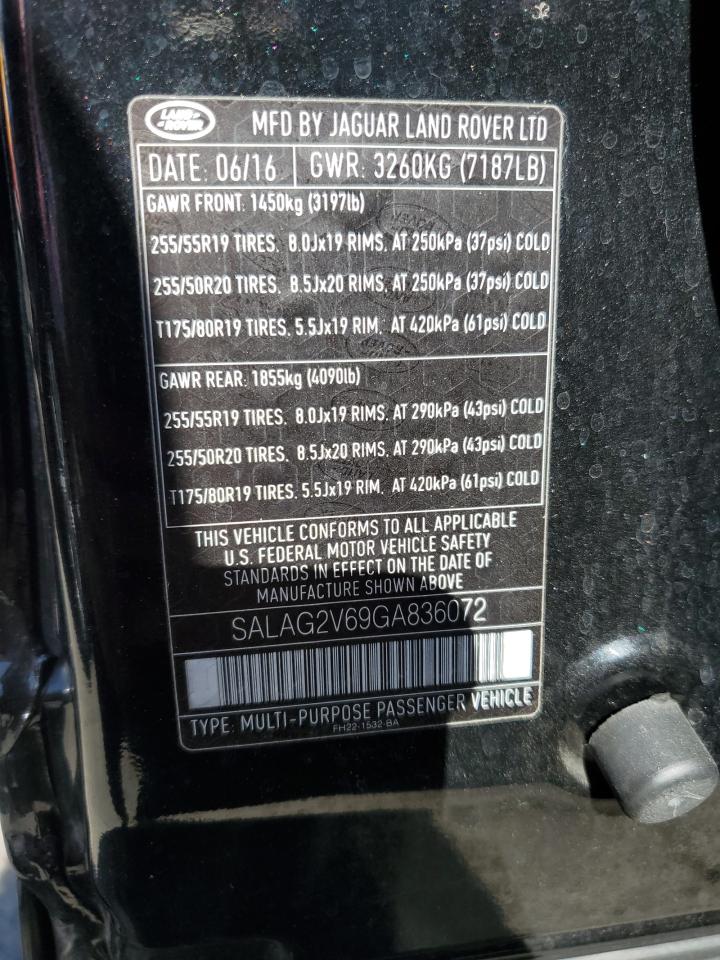 LAND
ROVER
MFD BY JAGUAR LAND ROVER LTD
DATE: 06/16 GWR: 3260KG (7187LB)
GAWR FRONT: 1450kg (3197lb)
255/55R19 TIRES. 8.0Jx19 RIMS. AT 250kPa (37psi) COLD
255/50R20 TIRES. 8.5Jx20 RIMS. AT 250kPa (37psi) COLD
T175/80R19 TIRES. 5.5Jx19 RIM. AT 420kPa (61psi) COLD
GAWR REAR: 1855kg (4090lb)
255/55R19 TIRES. 8.0Jx19 RIMS. AT 290kPa (43psi) COLD
255/50R20 TIRES. 8.5Jx20 RIMS. AT 290kPa (43psi) COLD
T175/80R19 TIRES. 5.5Jx19 RIM. AT 420kPa (61psi) COLD
THIS VEHICLE CONFORMS TO ALL APPLICABLE
U.S. FEDERAL MOTOR VEHICLE SAFETY
STANDARDS IN EFFECT ON THE DATE OF
MANUFACTURE SHOWN ABOVE
SALAG2V69GA836072
TYPE: MULTI-PURPOSE PASSENGER VEHICLE
FH22-1532-BA